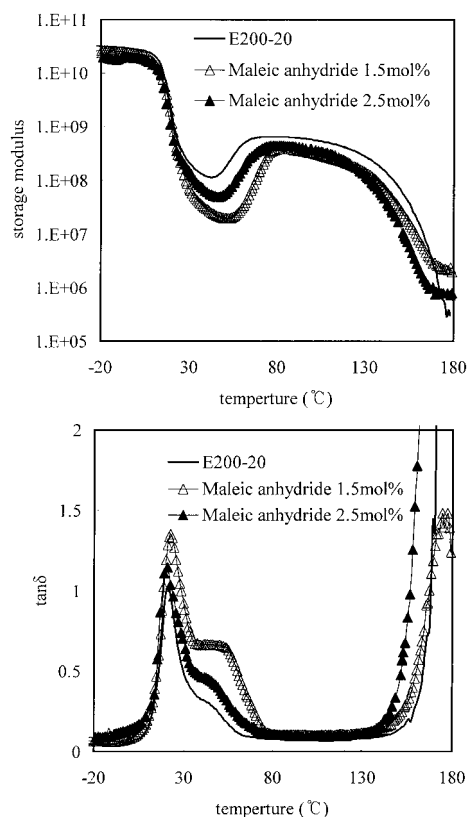 1.E+11
1.E+10
1.E+09
1.E+08
1.E+07
1.E+06
1.E+05
storage modulus
E200-20
Maleic anhydride 1.5mol%
Maleic anhydride 2.5mol%
-20 30 80 130 180
temperture (℃)
2
1.5
1
0.5
0
tanδ
E200-20
Maleic anhydride 1.5mol%
Maleic anhydride 2.5mol%
-20 30 80 130 180
temperture (℃)